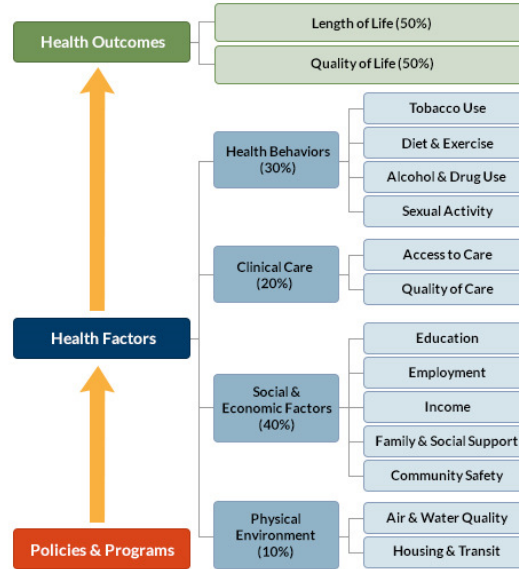 Health Outcomes
Length of Life (50%)
Quality of Life (50%)
Health Factors
Health Behaviors
(30%)
Tobacco Use
Diet & Exercise
Alcohol & Drug Use
Sexual Activity
Clinical Care
(20%)
Access to Care
Quality of Care
Social &
Economic Factors
(40%)
Education
Employment
Income
Family & Social Support
Community Safety
Physical
Environment
(10%)
Air & Water Quality
Housing & Transit
Policies & Programs